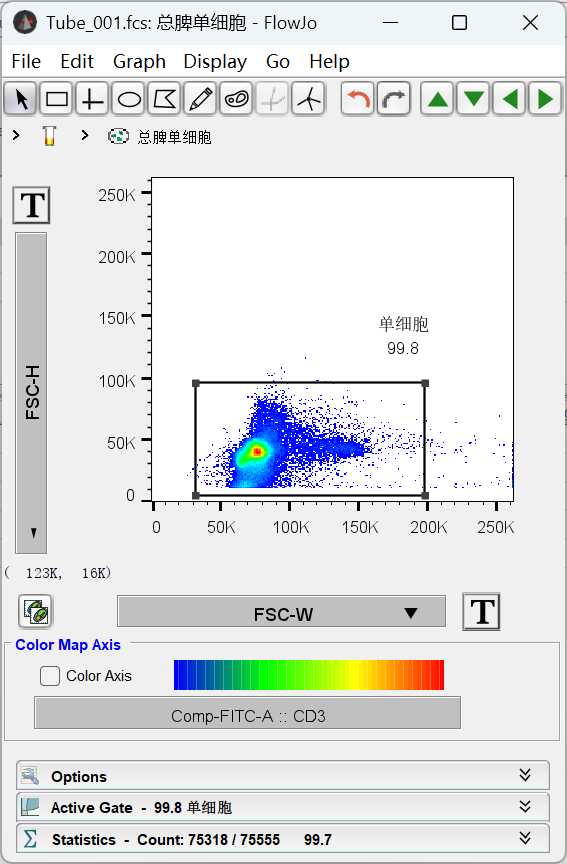 Tube_001.fcs: 总脾单细胞 - FlowJo
File Edit Graph Display Go Help
T
> > 总脾单细胞
T
250K
200K
150K
100K
50K
0
FSC-H
单细胞
99.8
0 50K 100K 150K 200K 250K
( 123K, 16K)
FSC-W
T
Color Map Axis
Color Axis
Comp-FITC-A :: CD3
Options
Active Gate - 99.8 单细胞
Σ Statistics - Count: 75318 / 75555 99.7